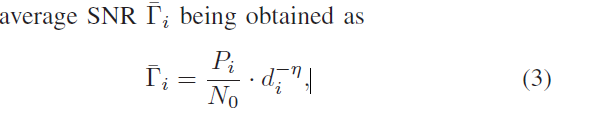 average SNR Γ̄ᵢ being obtained as
Γ̄ᵢ = Pᵢ / N₀ · dᵢ^−η, (3)